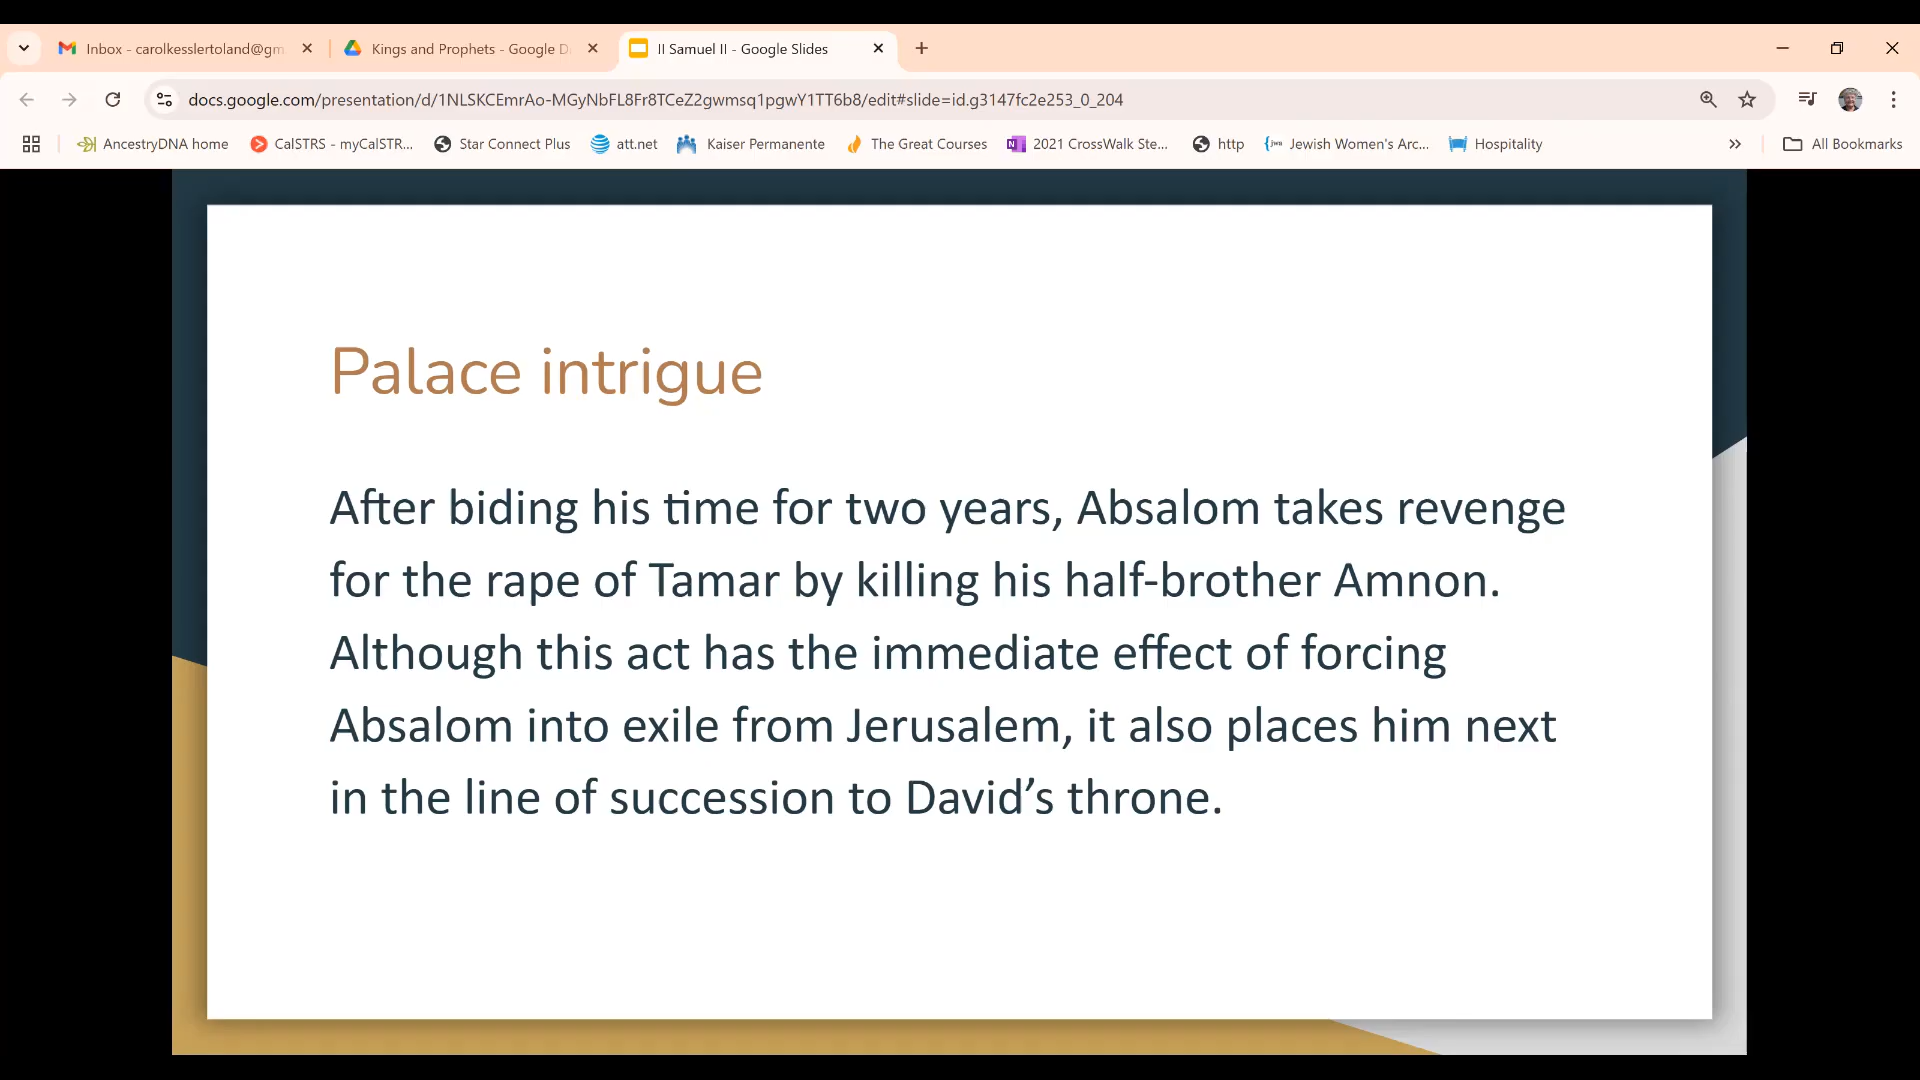 Inbox - carolkesslertoland@gm
Kings and Prophets - Google D
II Samuel II - Google Slides
docs.google.com/presentation/d/1NLSKCEmrAo-MGyNbFL8Fr8TCeZ2gwmsq1pgwY1TT6b8/edit#slide=id.g3147fc2e253_0_204
AncestryDNA home
CalSTRS - myCalSTR...
Star Connect Plus
att.net
Kaiser Permanente
The Great Courses
2021 CrossWalk Ste...
http
Jewish Women's Arc...
Hospitality
All Bookmarks
Palace intrigue
After biding his time for two years, Absalom takes revenge
for the rape of Tamar by killing his half-brother Amnon.
Although this act has the immediate effect of forcing
Absalom into exile from Jerusalem, it also places him next
in the line of succession to David’s throne.